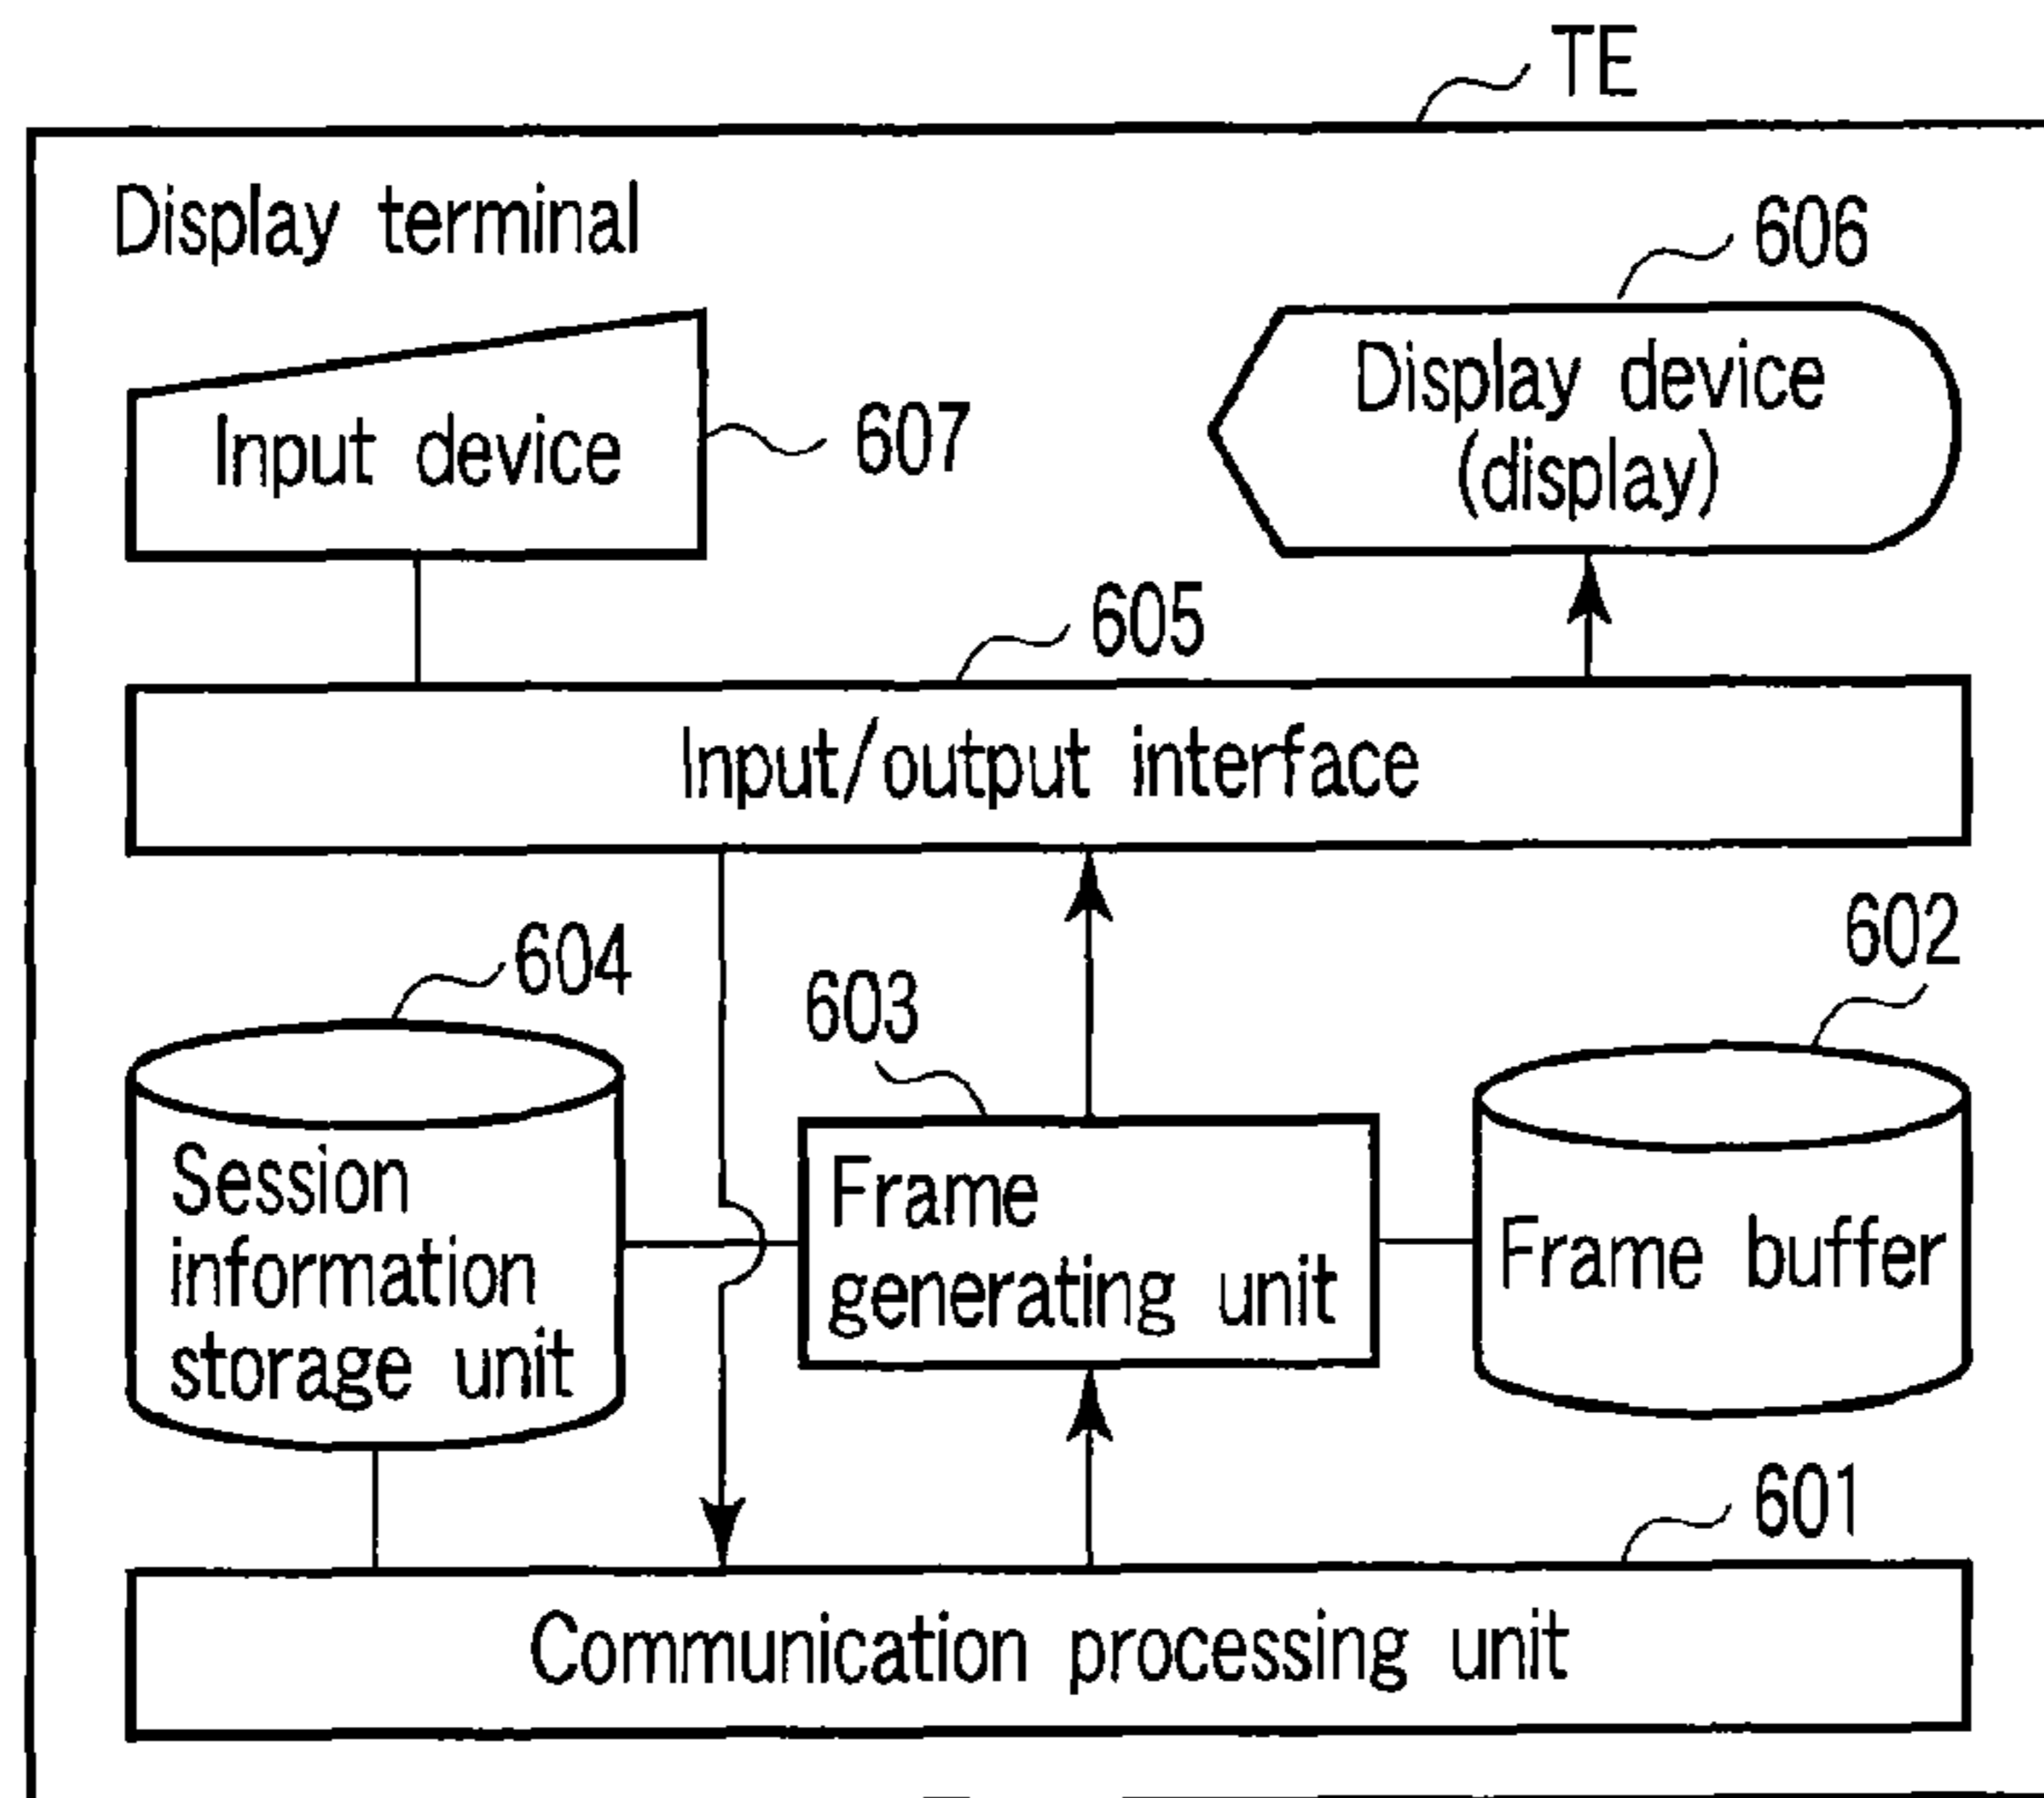 TE
Display terminal
606
Display device
(display)
Input device
607
605
Input/output interface
604
602
603
Session
information
storage unit
Frame
generating unit
Frame buffer
601
Communication processing unit